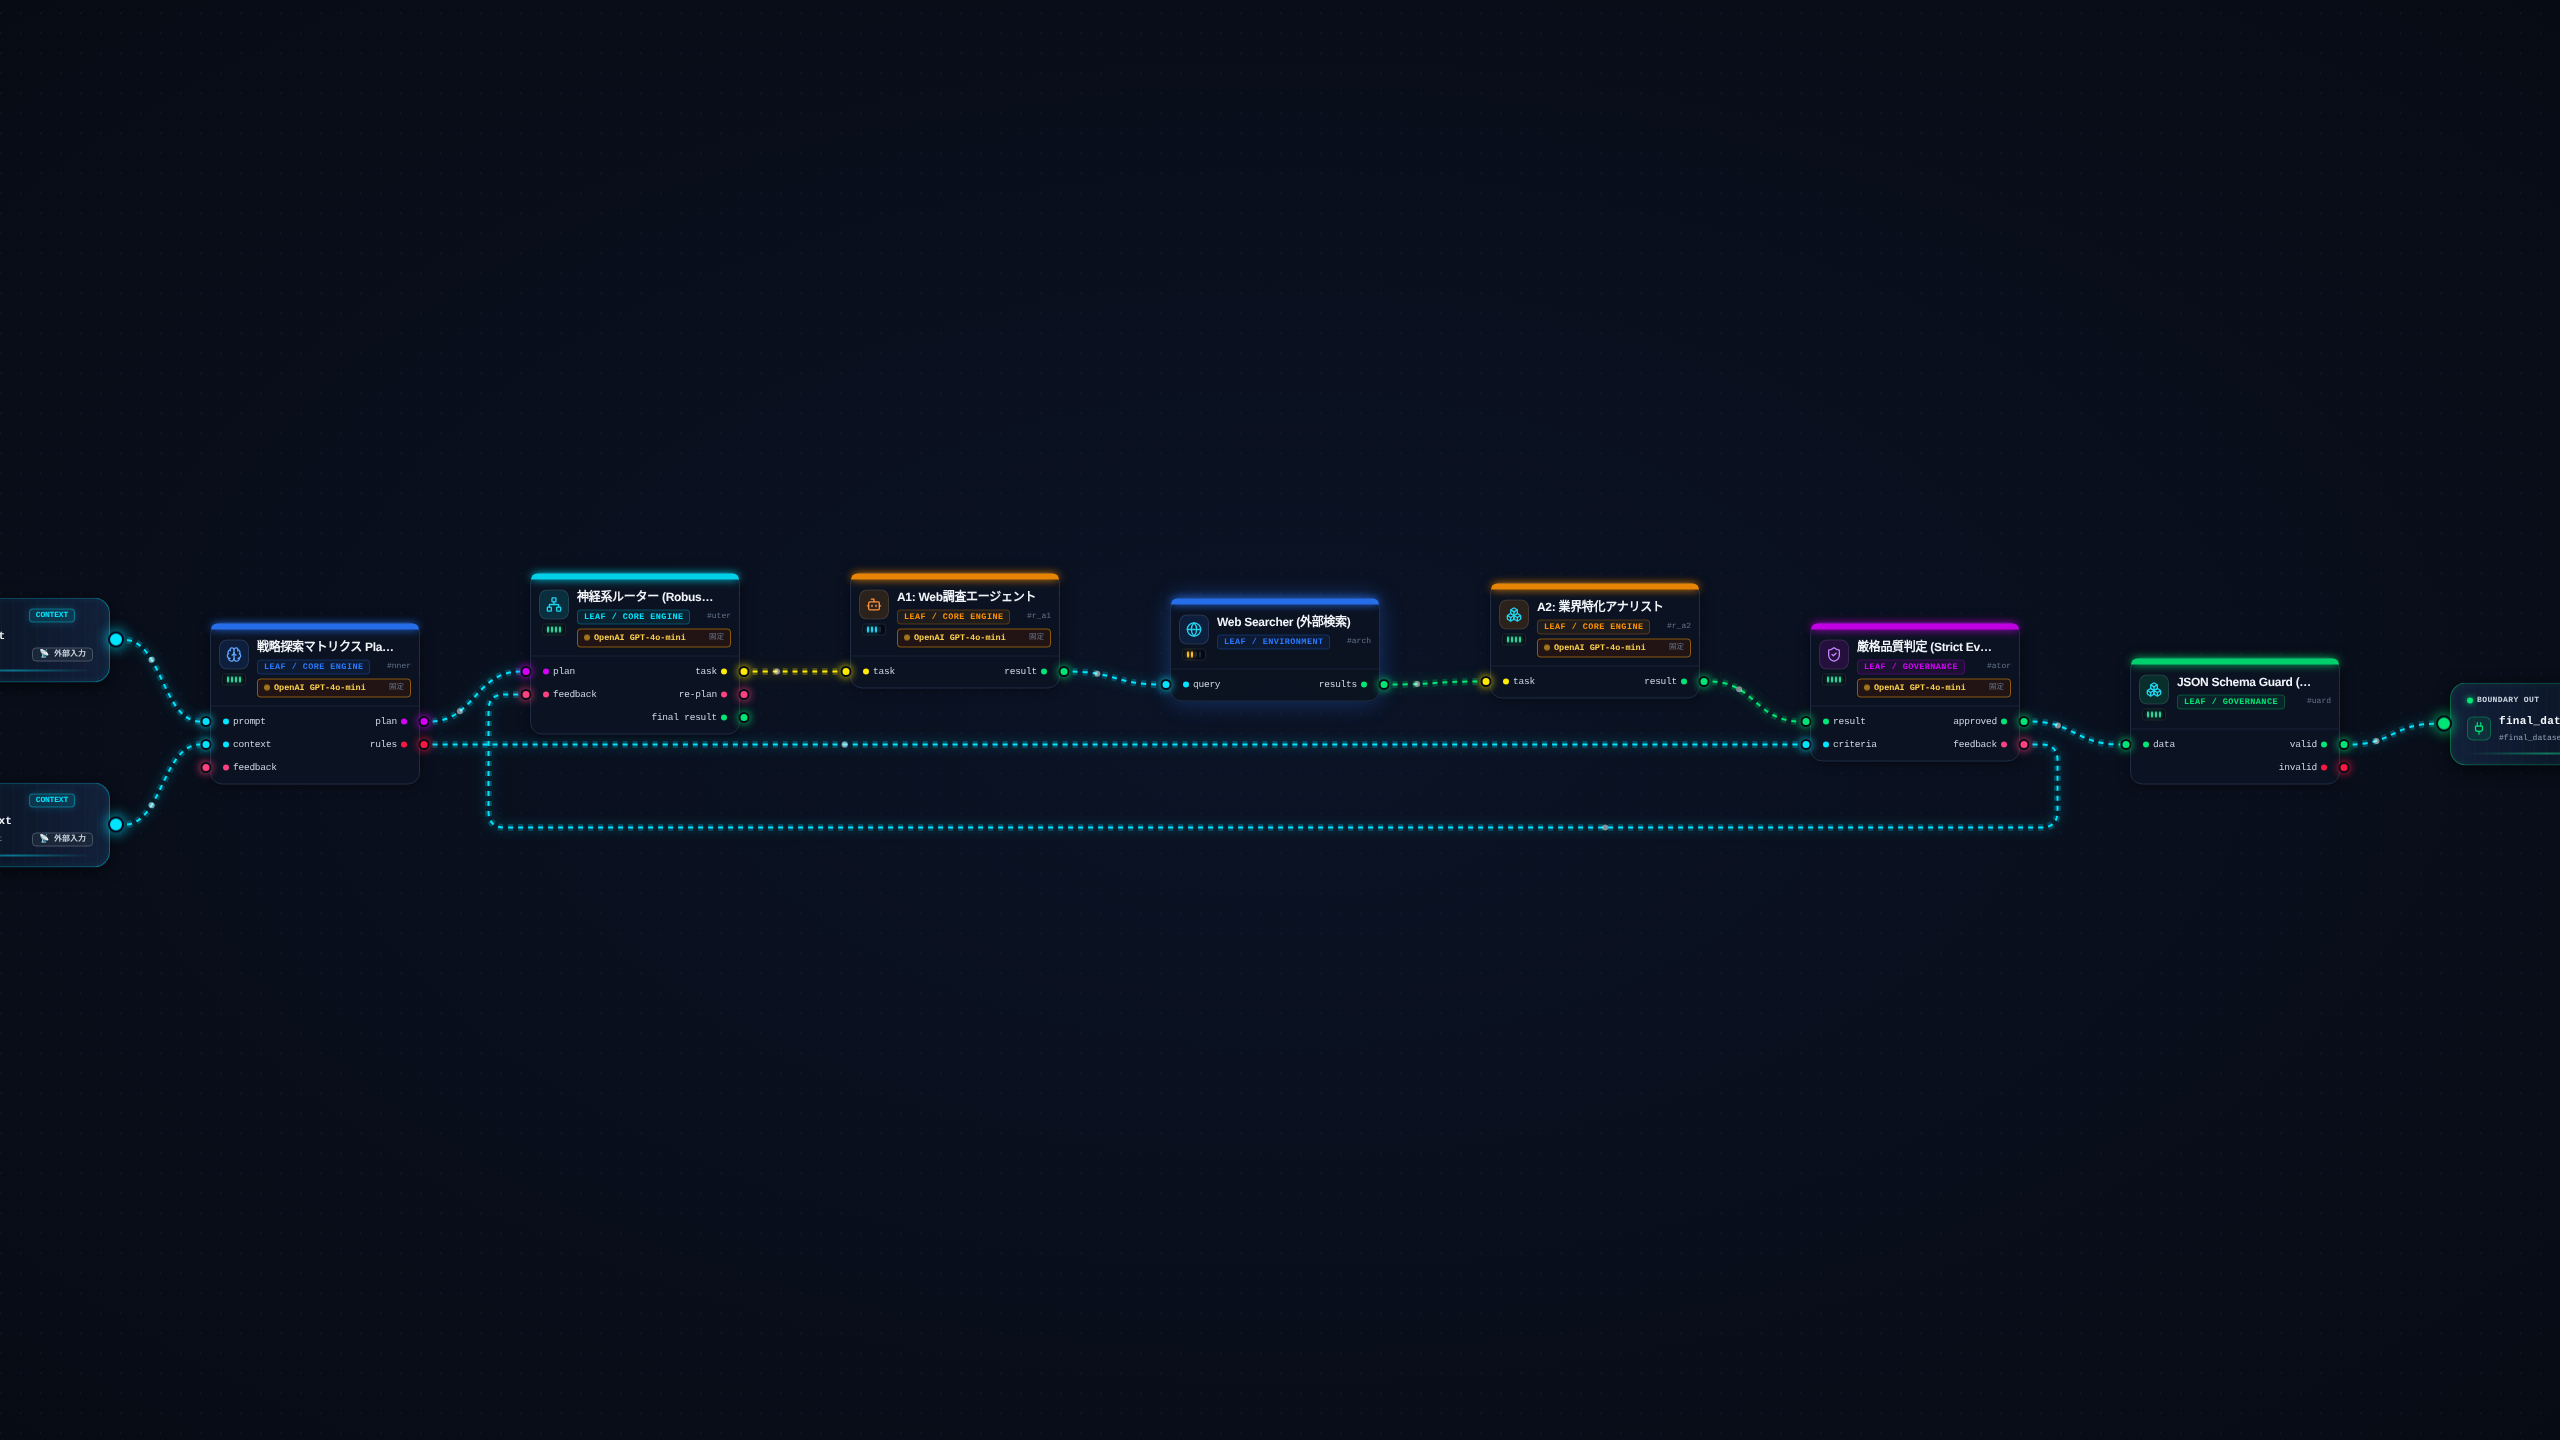 CONTEXT
t
外部入力
CONTEXT
xt
外部入力
戦略探索マトリクス Pla…
LEAF / CORE ENGINE
#nner
OpenAI GPT-4o-mini
固定
prompt
plan
context
rules
feedback
神経系ルーター (Robus…
LEAF / CORE ENGINE
#uter
OpenAI GPT-4o-mini
固定
plan
task
feedback
re-plan
final result
A1: Web調査エージェント
LEAF / CORE ENGINE
#r_a1
OpenAI GPT-4o-mini
固定
task
result
Web Searcher (外部検索)
LEAF / ENVIRONMENT
#arch
query
results
A2: 業界特化アナリスト
LEAF / CORE ENGINE
#r_a2
OpenAI GPT-4o-mini
固定
task
result
厳格品質判定 (Strict Ev…
LEAF / GOVERNANCE
#ator
OpenAI GPT-4o-mini
固定
result
approved
criteria
feedback
JSON Schema Guard (…
LEAF / GOVERNANCE
#uard
data
valid
invalid
BOUNDARY OUT
final_dat
#final_datase